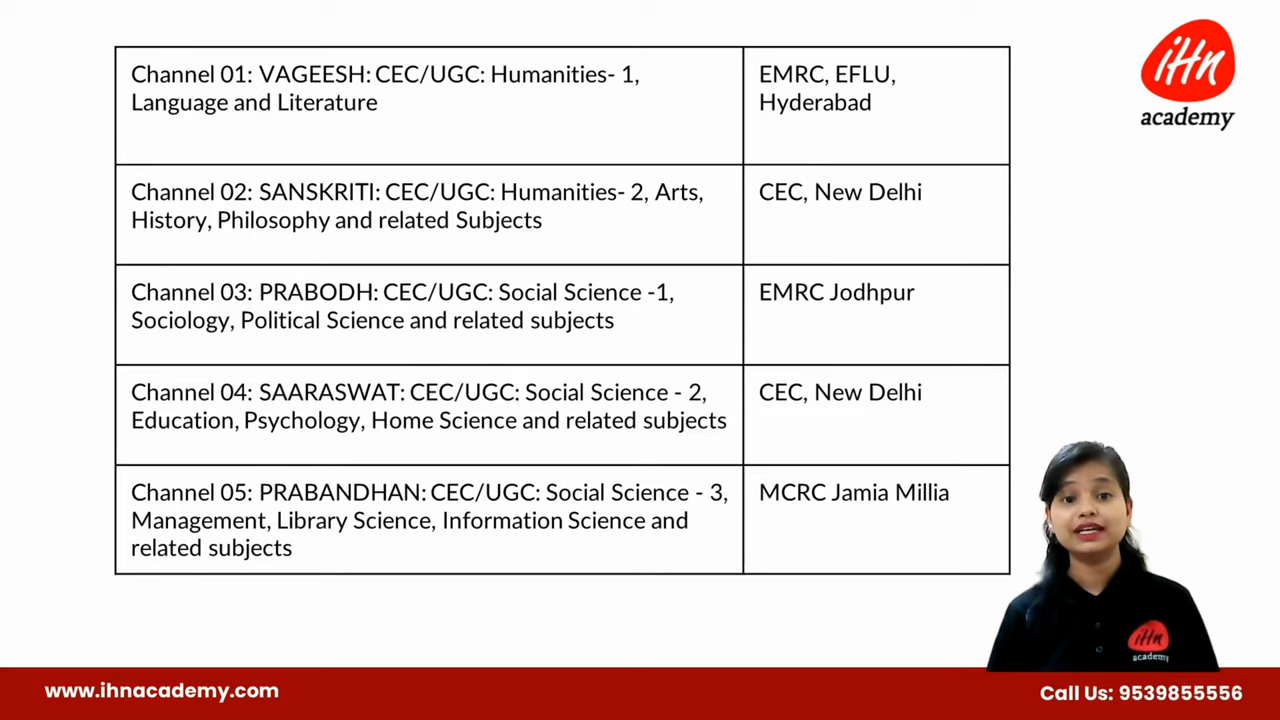 Channel 01: VAGEESH: CEC/UGC: Humanities- 1,
Language and Literature
EMRC, EFLU,
Hyderabad
Channel 02: SANSKRITI: CEC/UGC: Humanities- 2, Arts,
History, Philosophy and related Subjects
CEC, New Delhi
Channel 03: PRABODH: CEC/UGC: Social Science -1,
Sociology, Political Science and related subjects
EMRC Jodhpur
Channel 04: SAARASWAT: CEC/UGC: Social Science - 2,
Education, Psychology, Home Science and related subjects
CEC, New Delhi
Channel 05: PRABANDHAN: CEC/UGC: Social Science - 3,
Management, Library Science, Information Science and
related subjects
MCRC Jamia Millia
iHn
academy
iHn
academy
www.ihnacademy.com
Call Us: 9539855556